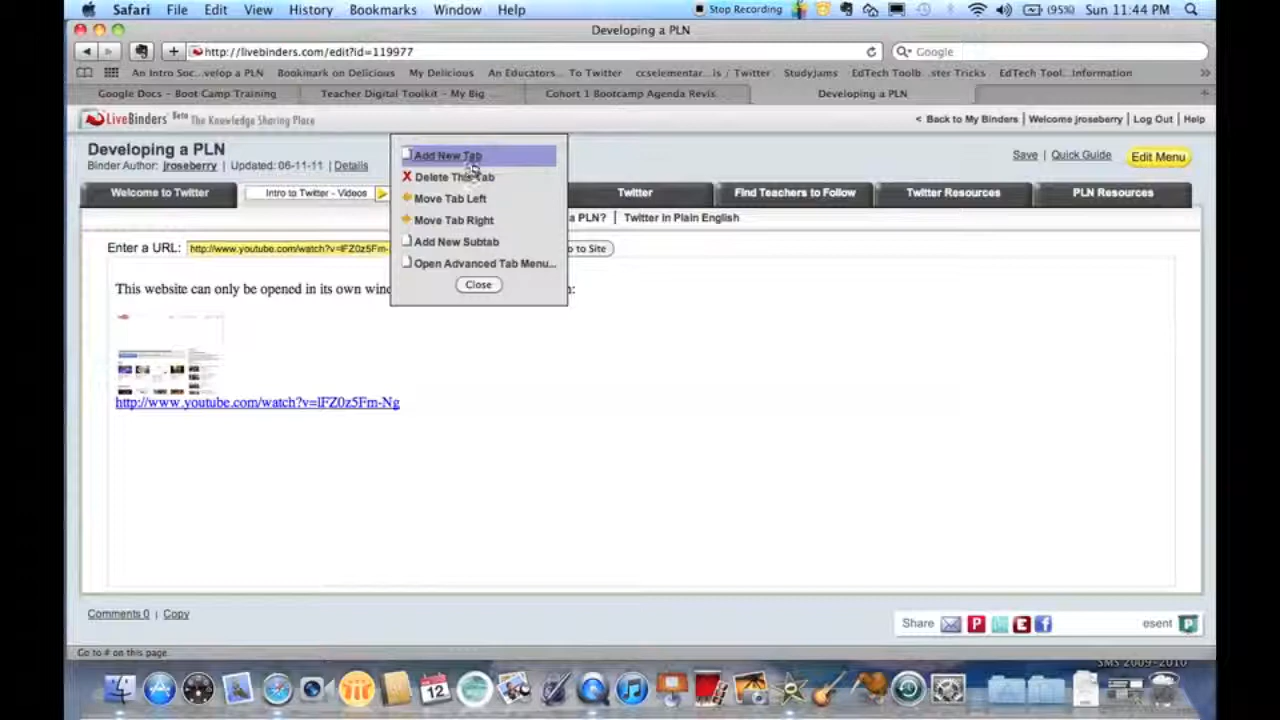 Safari File Edit View History Bookmarks Window Help Stop Recording (95%) Sun 11:44 PM
Developing a PLN
http://livebinders.com/edit?id=119977 Google
An Intro Soc...velop a PLN Bookmark on Delicious My Delicious An Educators... To Twitter ccselementar...is / Twitter StudyJams EdTech Toolb...ster Tricks EdTech Tool...Information
Google Docs - Boot Camp Training Teacher Digital Toolkit - My Big ... Cohort 1 Bootcamp Agenda Revis... Developing a PLN
LiveBinders Beta The Knowledge Sharing Place < Back to My Binders | Welcome jroseberry | Log Out | Help
Developing a PLN
Binder Author: jroseberry | Updated: 06-11-11 | Details Save | Quick Guide Edit Menu
Welcome to Twitter Intro to Twitter - Videos Twitter Find Teachers to Follow Twitter Resources PLN Resources
a PLN? | Twitter in Plain English
Enter a URL: http://www.youtube.com/watch?v=lFZ0z5Fm- o to Site
Add New Tab
X Delete This Tab
Move Tab Left
Move Tab Right
Add New Subtab
Open Advanced Tab Menu...
Close
This website can only be opened in its own wind n:
http://www.youtube.com/watch?v=lFZ0z5Fm-Ng
Comments 0 | Copy
Share esent
Go to # on this page
SMS 2009-2010
12